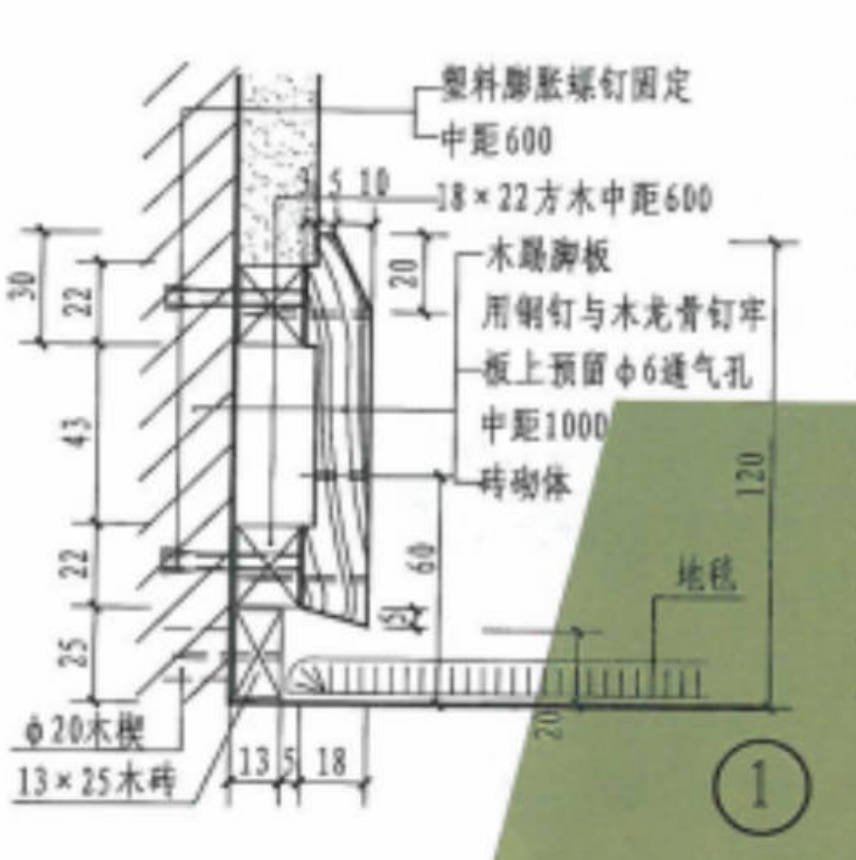 塑料膨胀螺钉固定
中距600
3 5 10
18×22方木中距600
木踢脚板
用钢钉与木龙骨钉牢
板上预留φ6通气孔
中距1000
砖砌体
30
22
20
43
120
22
60
地毯
5
25
20
φ20木楔
13×25木砖
13 5 18
1